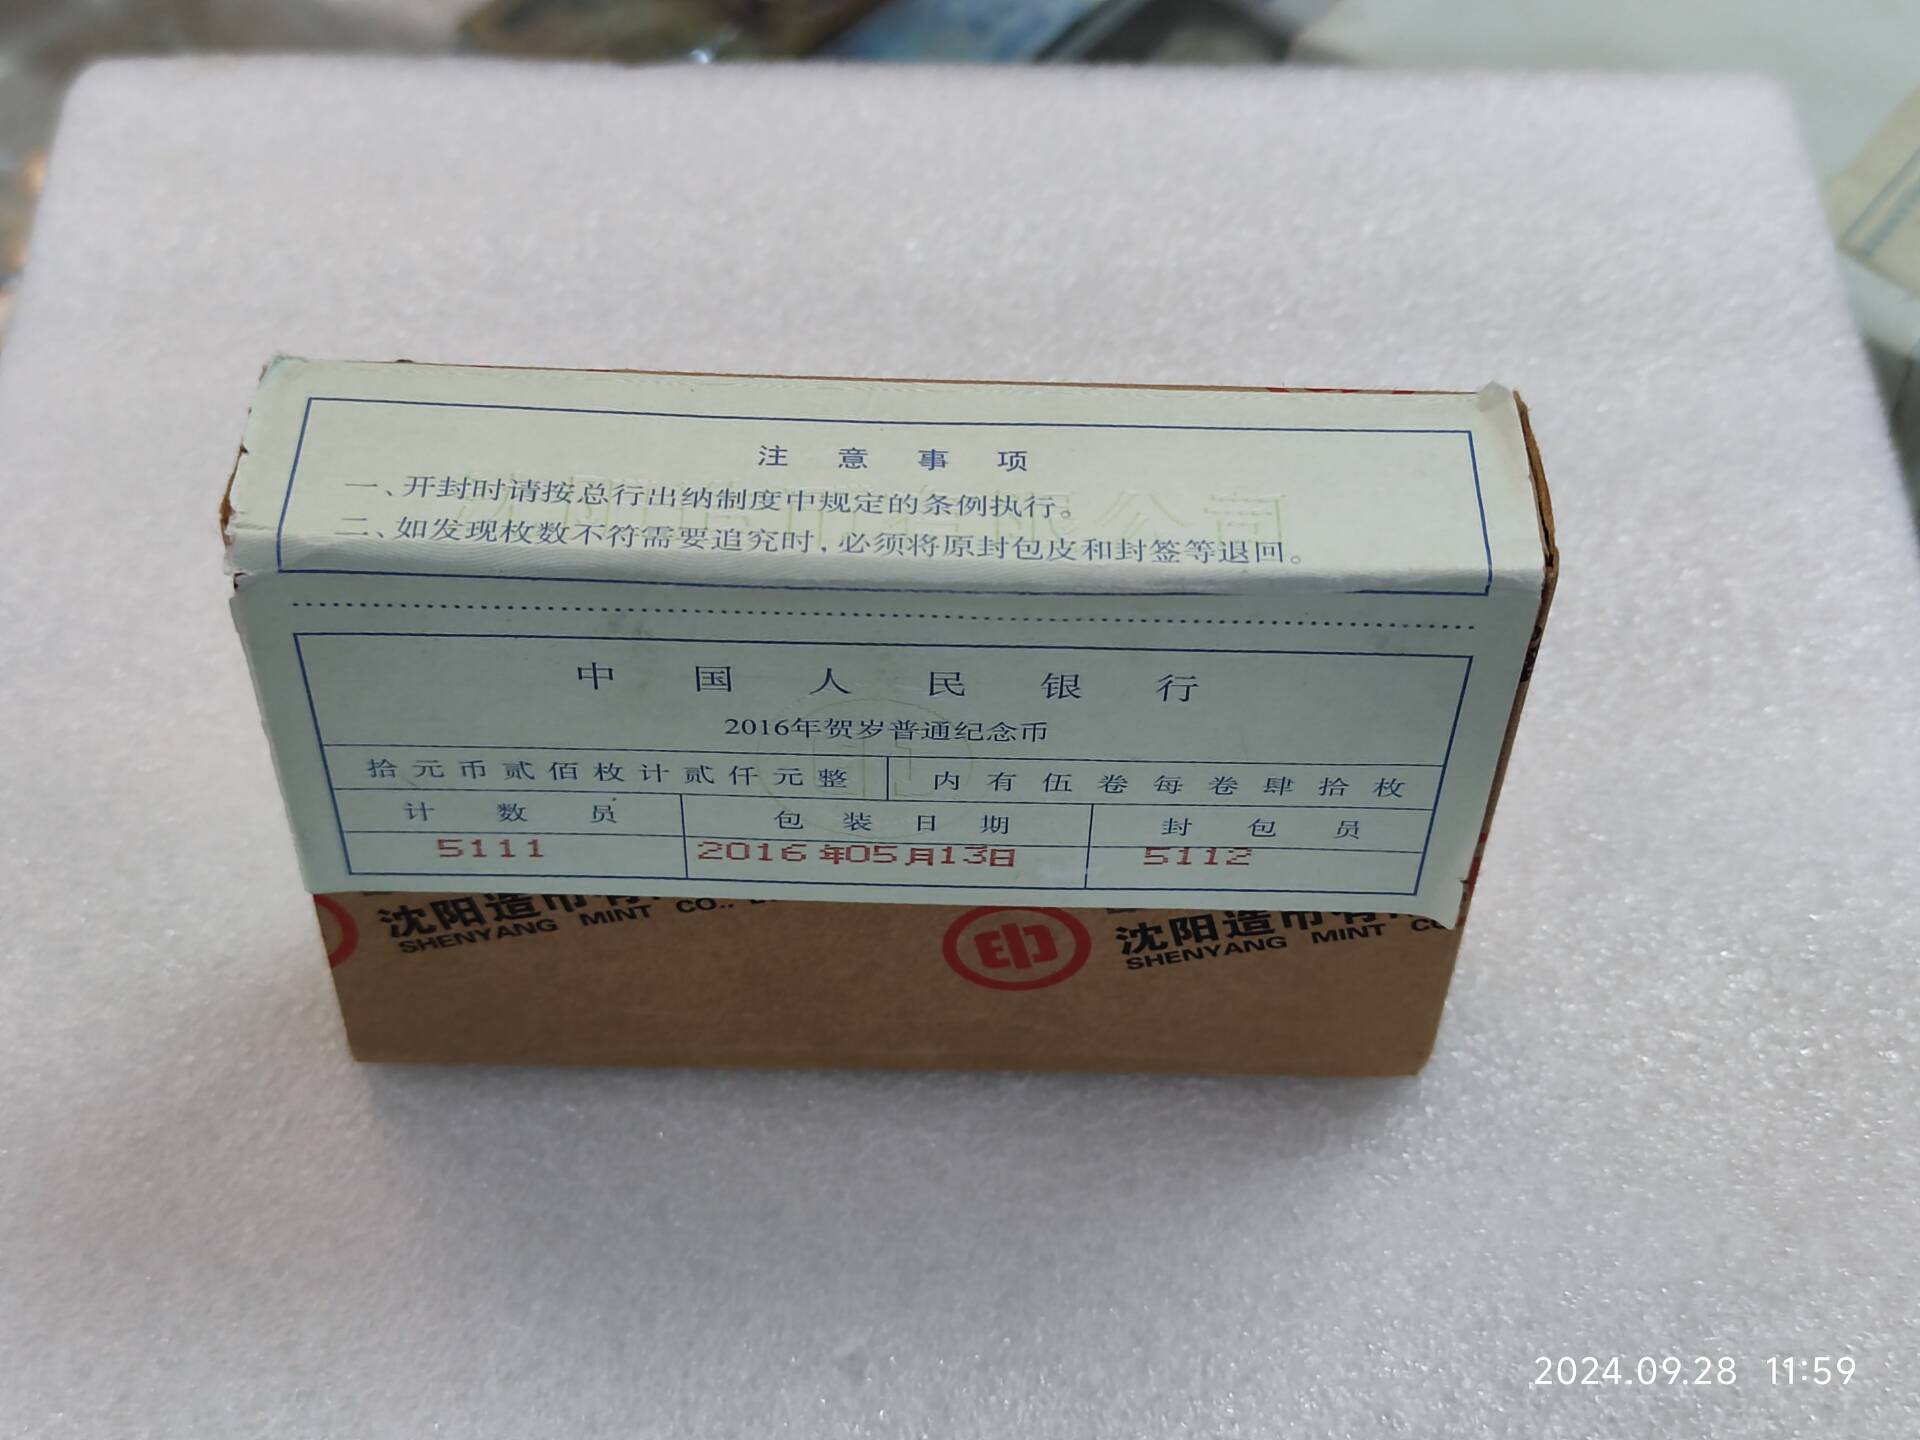 注意事项
一、开封时请按总行出纳制度中规定的条例执行。
二、如发现枚数不符需要追究时,必须将原封包皮和封签等退回。
中国人民银行
2016年贺岁普通纪念币
拾元币贰佰枚计贰仟元整 内有伍卷每卷肆拾枚
计数员 包装日期 封包员
5111 2016年05月13日 5112
沈阳造币有 沈阳造币有
SHENYANG MINT CO., SHENYANG MINT CO
2024.09.28 11:59